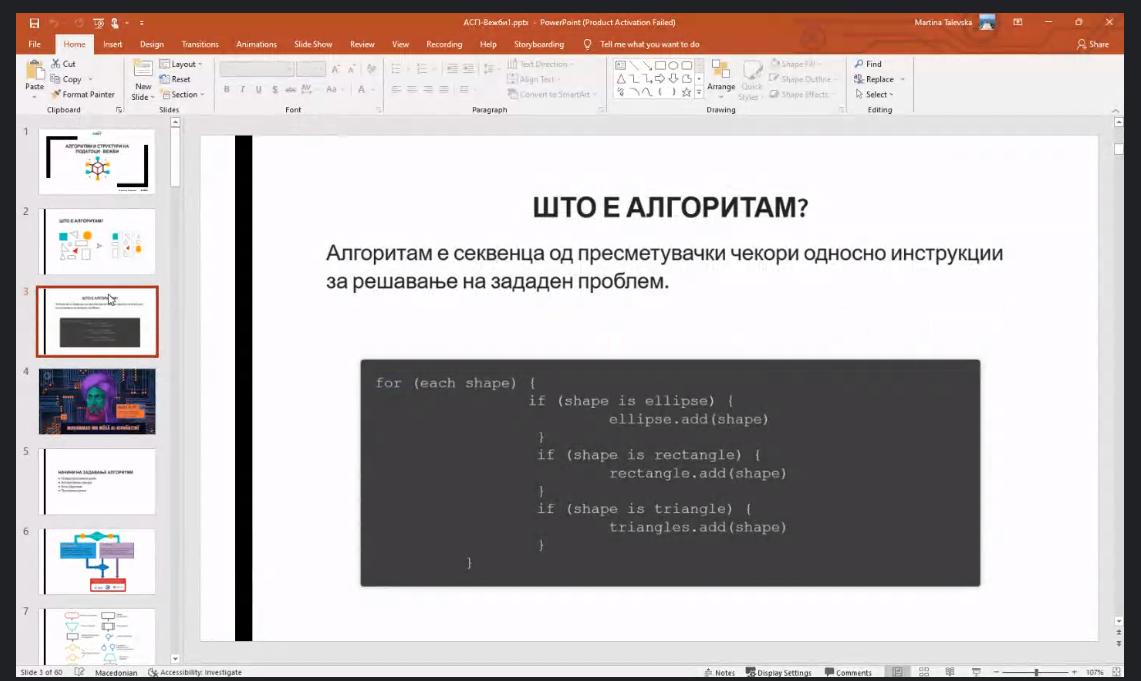 АСП-Вежби1.pptx - PowerPoint (Product Activation Failed)
Martina Talevska
File Home Insert Design Transitions Animations Slide Show Review View Recording Help Storyboarding Tell me what you want to do
Share
Paste
Cut
Copy
Format Painter
Clipboard
New Slide
Layout
Reset
Section
Slides
Font
Text Direction
Align Text
Convert to SmartArt
Paragraph
Arrange
Quick Styles
Shape Fill
Shape Outline
Shape Effects
Drawing
Find
Replace
Select
Editing
1
АЛГОРИТМИ И СТРУКТУРИ НА
ПОДАТОЦИ - ВЕЖБИ
2
ШТО Е АЛГОРИТАМ?
3
4
5
НАЧИНИ НА ЗАДАВАЊЕ АЛГОРИТМИ
6
7
ШТО Е АЛГОРИТАМ?
Алгоритам е секвенца од пресметувачки чекори односно инструкции
за решавање на зададен проблем.
for (each shape) {
if (shape is ellipse) {
ellipse.add(shape)
}
if (shape is rectangle) {
rectangle.add(shape)
}
if (shape is triangle) {
triangles.add(shape)
}
}
Slide 3 of 60 Macedonian Accessibility: Investigate Notes Display Settings Comments 107%